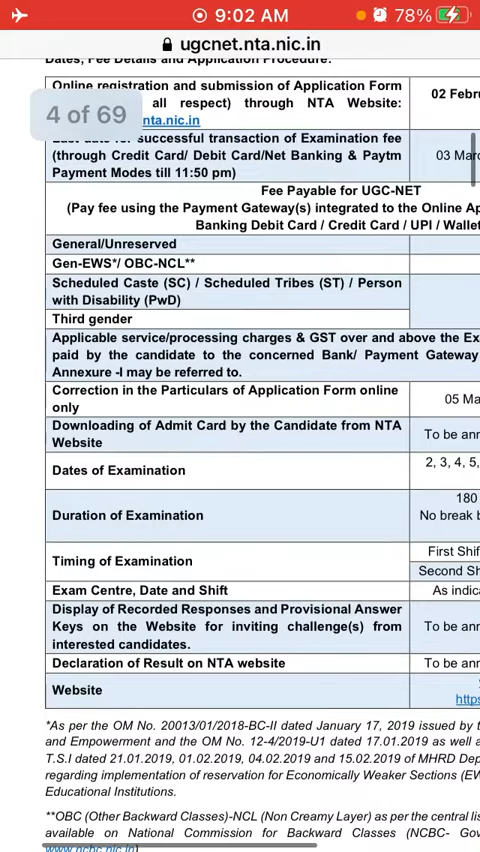 9:02 AM
78%
ugcnet.nta.nic.in
Dates, Fee Details and Application Procedure:
Online registration and submission of Application Form
all respect) through NTA Website:
nta.nic.in
02 Febru
4 of 69
Last date for successful transaction of Examination fee
(through Credit Card/ Debit Card/Net Banking & Paytm
Payment Modes till 11:50 pm)
03 Marc
Fee Payable for UGC-NET
(Pay fee using the Payment Gateway(s) integrated to the Online Ap
Banking Debit Card / Credit Card / UPI / Walle
General/Unreserved
Gen-EWS*/ OBC-NCL**
Scheduled Caste (SC) / Scheduled Tribes (ST) / Person
with Disability (PwD)
Third gender
Applicable service/processing charges & GST over and above the Ex
paid by the candidate to the concerned Bank/ Payment Gateway
Annexure -I may be referred to.
Correction in the Particulars of Application Form online
only
05 Ma
Downloading of Admit Card by the Candidate from NTA
Website
To be ann
Dates of Examination
2, 3, 4, 5,
Duration of Examination
180
No break b
Timing of Examination
First Shif
Second Sh
Exam Centre, Date and Shift
As indica
Display of Recorded Responses and Provisional Answer
Keys on the Website for inviting challenge(s) from
interested candidates.
To be ann
Declaration of Result on NTA website
To be ann
Website
https
*As per the OM No. 20013/01/2018-BC-II dated January 17, 2019 issued by t
and Empowerment and the OM No. 12-4/2019-U1 dated 17.01.2019 as well a
T.S.I dated 21.01.2019, 01.02.2019, 04.02.2019 and 15.02.2019 of MHRD Dep
regarding implementation of reservation for Economically Weaker Sections (EW
Educational Institutions.
**OBC (Other Backward Classes)-NCL (Non Creamy Layer) as per the central lis
available on National Commission for Backward Classes (NCBC- Gov
www.ncbc.nic.in)